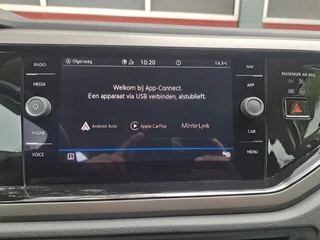 Olgerweg
10:20
16.5°C
RADIO
MEDIA
PHONE
VOICE
Welkom bij App-Connect.
Een apparaat via USB verbinden, alstublieft.
Android Auto
Apple CarPlay
MirrorLink
NAV
APP
CAR
MENU
PASSENGER AIR BAG